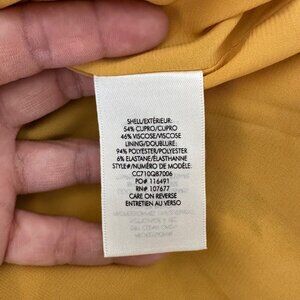 SHELL/EXTÉRIEUR:
54% CUPRO/CUPRO
46% VISCOSE/VISCOSE
LINING/DOUBLURE:
94% POLYESTER/POLYESTER
6% ELASTANE/ÉLASTHANNE
STYLE#/NUMÉRO DE MODÈLE:
CC710Q87006
PO# 116491
RN# 107677
CARE ON REVERSE
ENTRETIEN AU VERSO